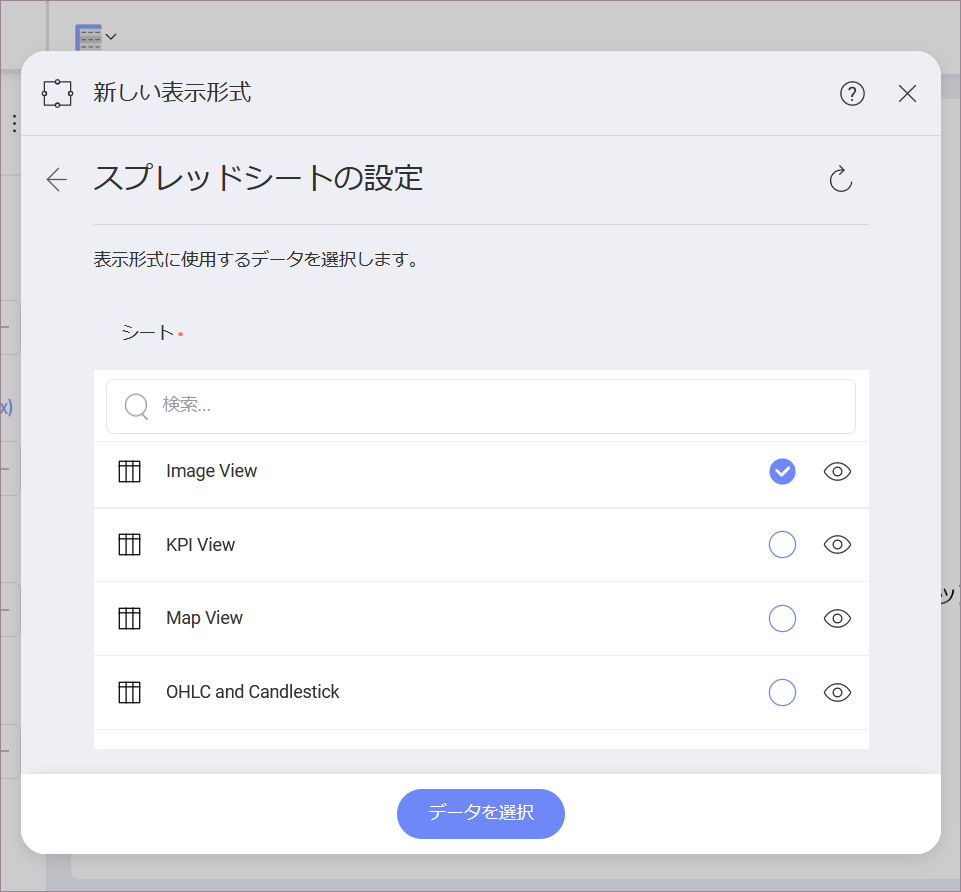 新しい表示形式
スプレッドシートの設定
表示形式に使用するデータを選択します。
シート
検索...
Image View
KPI View
Map View
OHLC and Candlestick
データを選択